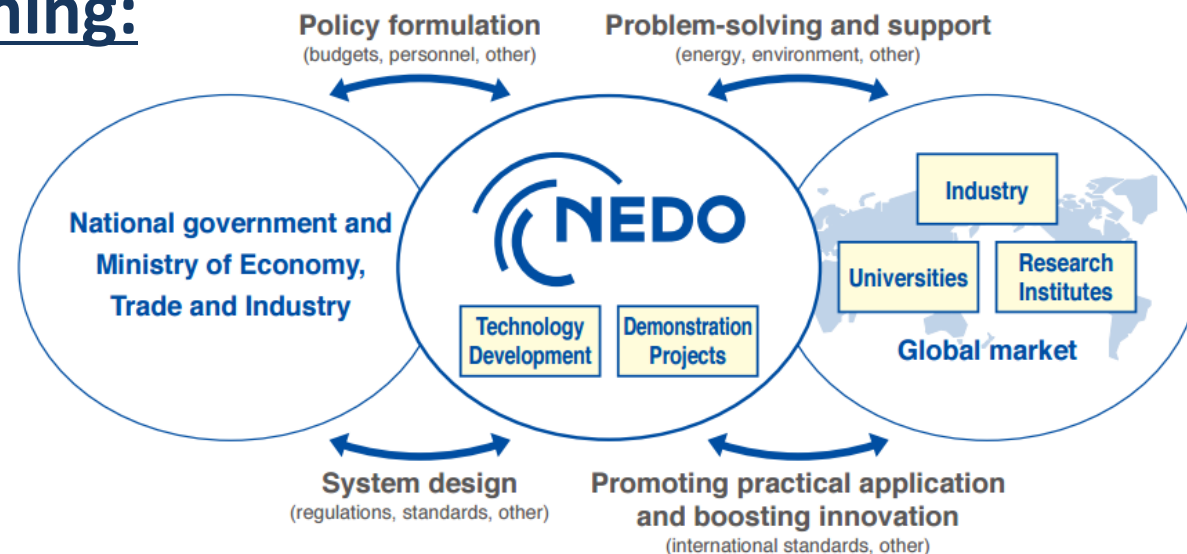 ning:
Policy formulation
(budgets, personnel, other)
Problem-solving and support
(energy, environment, other)
National government and
Ministry of Economy,
Trade and Industry
NEDO
Technology
Development
Demonstration
Projects
Industry
Universities
Research
Institutes
Global market
System design
(regulations, standards, other)
Promoting practical application
and boosting innovation
(international standards, other)